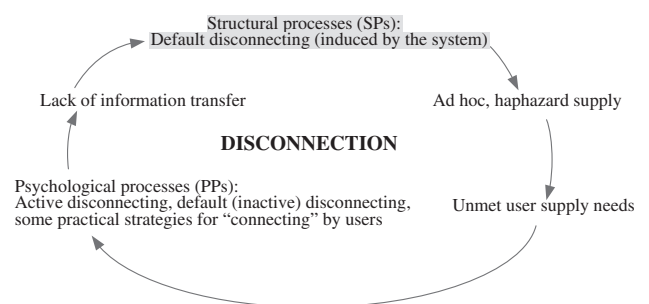 Structural processes (SPs):
Default disconnecting (induced by the system)
Lack of information transfer
Ad hoc, haphazard supply
DISCONNECTION
Psychological processes (PPs):
Active disconnecting, default (inactive) disconnecting,
some practical strategies for “connecting” by users
Unmet user supply needs